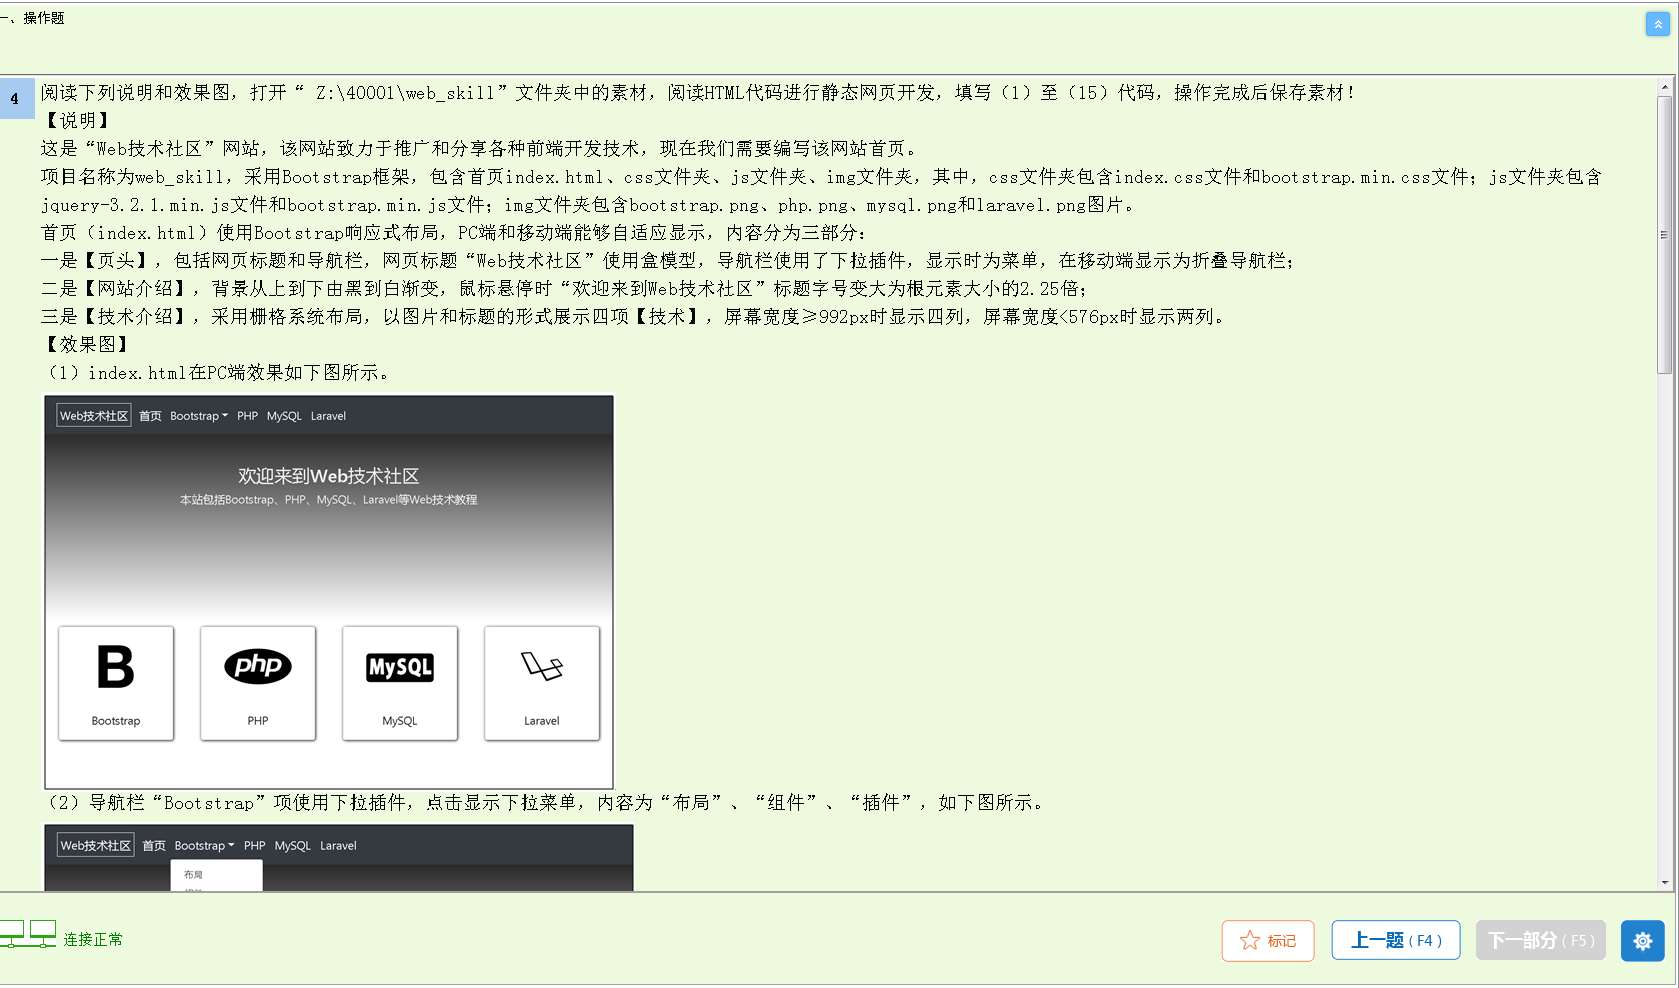 一、操作题
4
阅读下列说明和效果图，打开“ Z:\40001\web_skill”文件夹中的素材，阅读HTML代码进行静态网页开发，填写（1）至（15）代码，操作完成后保存素材！
【说明】
这是“Web技术社区”网站，该网站致力于推广和分享各种前端开发技术，现在我们需要编写该网站首页。
项目名称为web_skill，采用Bootstrap框架，包含首页index.html、css文件夹、js文件夹、img文件夹，其中，css文件夹包含index.css文件和bootstrap.min.css文件；js文件夹包含
jquery-3.2.1.min.js文件和bootstrap.min.js文件；img文件夹包含bootstrap.png、php.png、mysql.png和laravel.png图片。
首页（index.html）使用Bootstrap响应式布局，PC端和移动端能够自适应显示，内容分为三部分：
一是【页头】，包括网页标题和导航栏，网页标题“Web技术社区”使用盒模型，导航栏使用了下拉插件，显示时为菜单，在移动端显示为折叠导航栏；
二是【网站介绍】，背景从上到下由黑到白渐变，鼠标悬停时“欢迎来到Web技术社区”标题字号变大为根元素大小的2.25倍；
三是【技术介绍】，采用栅格系统布局，以图片和标题的形式展示四项【技术】，屏幕宽度≥992px时显示四列，屏幕宽度<576px时显示两列。
【效果图】
（1）index.html在PC端效果如下图所示。
Web技术社区 首页 Bootstrap PHP MySQL Laravel
欢迎来到Web技术社区
本站包括Bootstrap、PHP、MySQL、Laravel等Web技术教程
B php MySQL
Bootstrap PHP MySQL Laravel
（2）导航栏“Bootstrap”项使用下拉插件，点击显示下拉菜单，内容为“布局”、“组件”、“插件”，如下图所示。
Web技术社区 首页 Bootstrap PHP MySQL Laravel
布局
连接正常 标记 上一题（F4） 下一部分（F5）